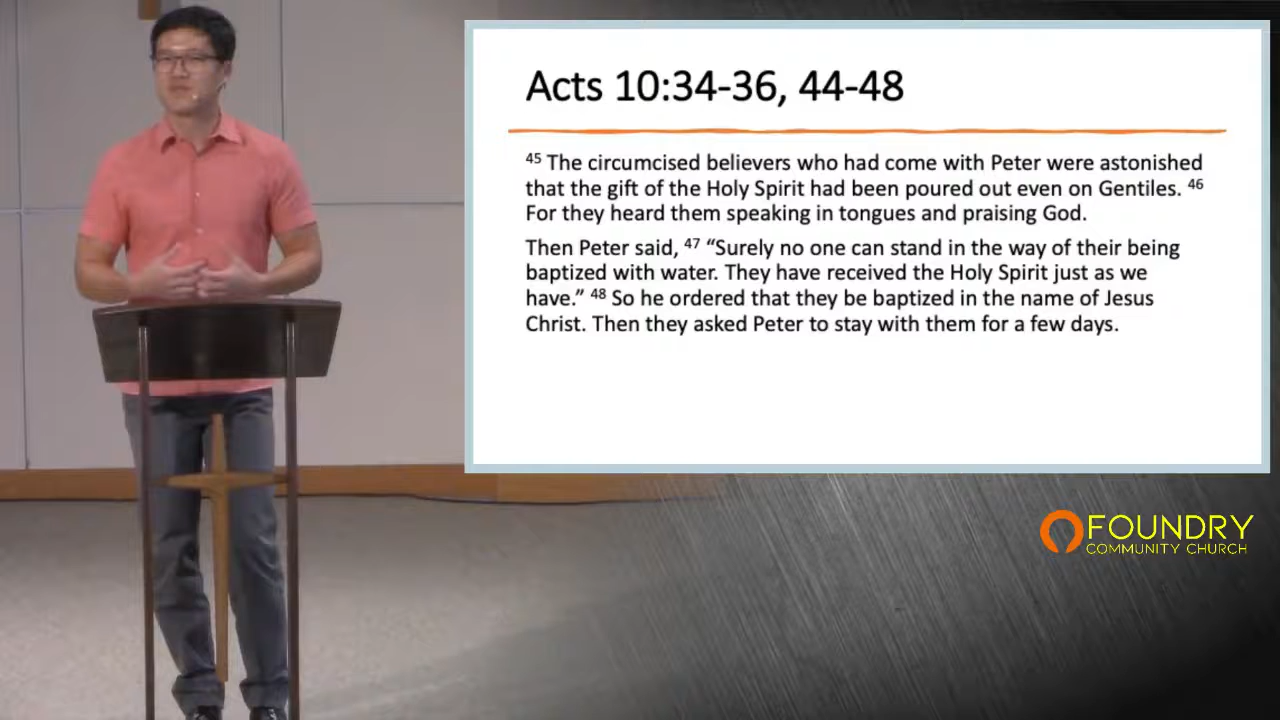 Acts 10:34-36, 44-48
45 The circumcised believers who had come with Peter were astonished
that the gift of the Holy Spirit had been poured out even on Gentiles. 46
For they heard them speaking in tongues and praising God.
Then Peter said, 47 “Surely no one can stand in the way of their being
baptized with water. They have received the Holy Spirit just as we
have.” 48 So he ordered that they be baptized in the name of Jesus
Christ. Then they asked Peter to stay with them for a few days.
FOUNDRY
COMMUNITY CHURCH